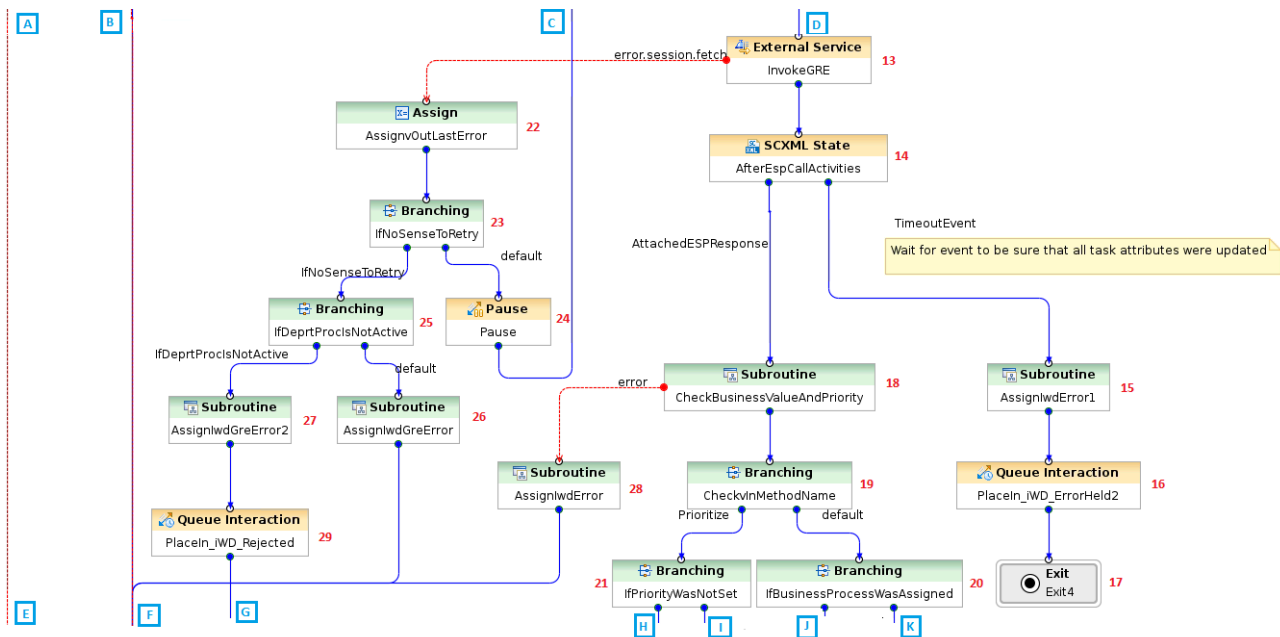 A
B
C
D
External Service
InvokeGRE
13
error.session.fetch
Assign
AssignvOutLastError
22
SCXML State
AfterEspCallActivities
14
Branching
IfNoSenseToRetry
23
TimeoutEvent
AttachedESPResponse
Wait for event to be sure that all task attributes were updated
default
IfNoSenseToRetry
Branching
IfDeprtProcIsNotActive
25
Pause
Pause
24
IfDeprtProcIsNotActive
default
error
Subroutine
CheckBusinessValueAndPriority
18
Subroutine
AssignIwdError1
15
Subroutine
AssignIwdGreError2
27
Subroutine
AssignIwdGreError
26
Subroutine
AssignIwdError
28
Branching
CheckvInMethodName
19
Queue Interaction
PlaceIn_iWD_ErrorHeld2
16
Queue Interaction
PlaceIn_iWD_Rejected
29
Prioritize
default
21
Branching
IfPriorityWasNotSet
Branching
IfBusinessProcessWasAssigned
20
Exit
Exit4
17
E
F
G
H
I
J
K